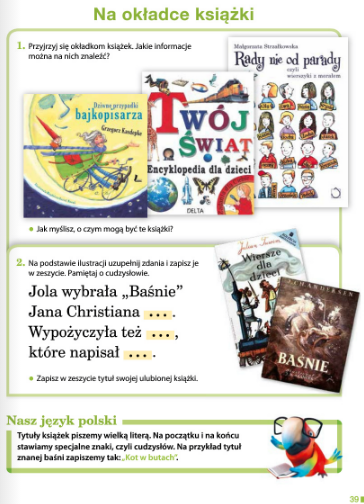 Na okładce książki
1. Przyjrzyj się okładkom książek. Jakie informacje
można na nich znaleźć?
Małgorzata Strzałkowska
Rady nie od parady
czyli
wierszyki z morałem
Dziwne przypadki
bajkopisarza
Grzegorz Kasdepke
TWÓJ
ŚWIAT
Encyklopedia dla dzieci
DELTA
• Jak myślisz, o czym mogą być te książki?
2. Na podstawie ilustracji uzupełnij zdania i zapisz je
w zeszycie. Pamiętaj o cudzysłowie.
Jola wybrała „Baśnie”
Jana Christiana ... .
Wypożyczyła też ... ,
które napisał ... .
Julian Tuwim
Wiersze
dla
dzieci
BAŚNIE
• Zapisz w zeszycie tytuł swojej ulubionej książki.
Nasz język polski
Tytuły książek piszemy wielką literą. Na początku i na końcu
stawiamy specjalne znaki, czyli cudzysłów. Na przykład tytuł
znanej baśni zapiszemy tak: „Kot w butach”.
39